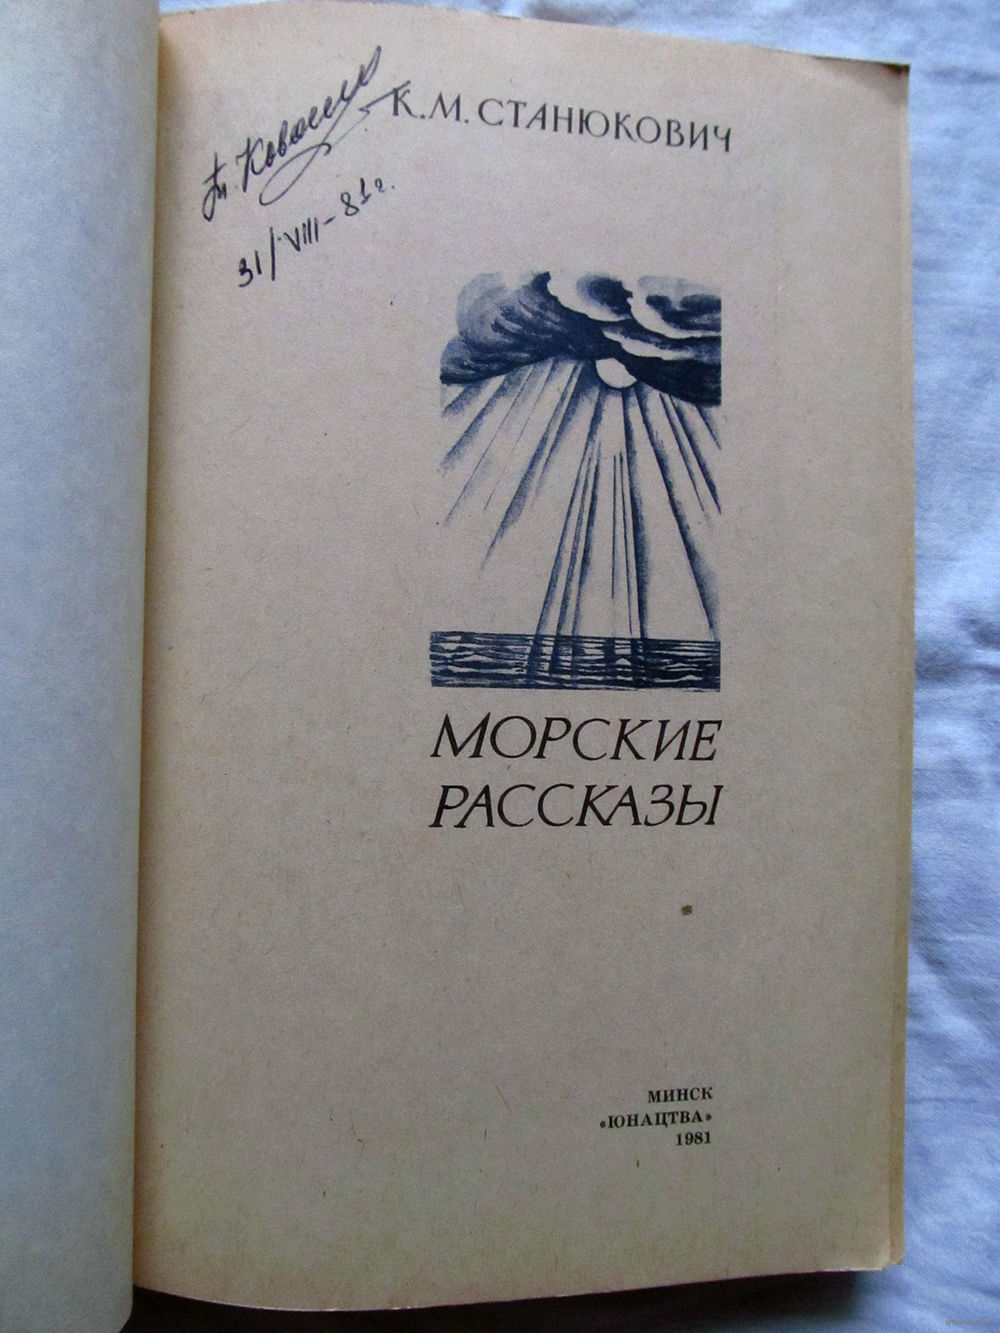 К.М. СТАНЮКОВИЧ
31/VIII-81г.
МОРСКИЕ
РАССКАЗЫ
МИНСК
«ЮНАЦТВА»
1981